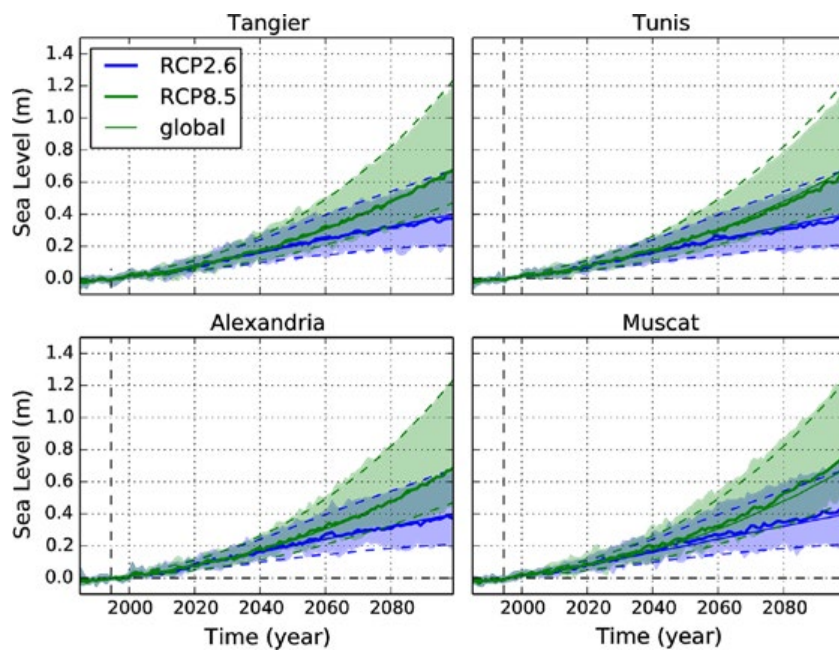 Tangier
Tunis
Sea Level (m)
1.4
1.2
1.0
0.8
0.6
0.4
0.2
0.0
RCP2.6
RCP8.5
global
Alexandria
Muscat
Sea Level (m)
1.4
1.2
1.0
0.8
0.6
0.4
0.2
0.0
2000 2020 2040 2060 2080
2000 2020 2040 2060 2080
Time (year)
Time (year)